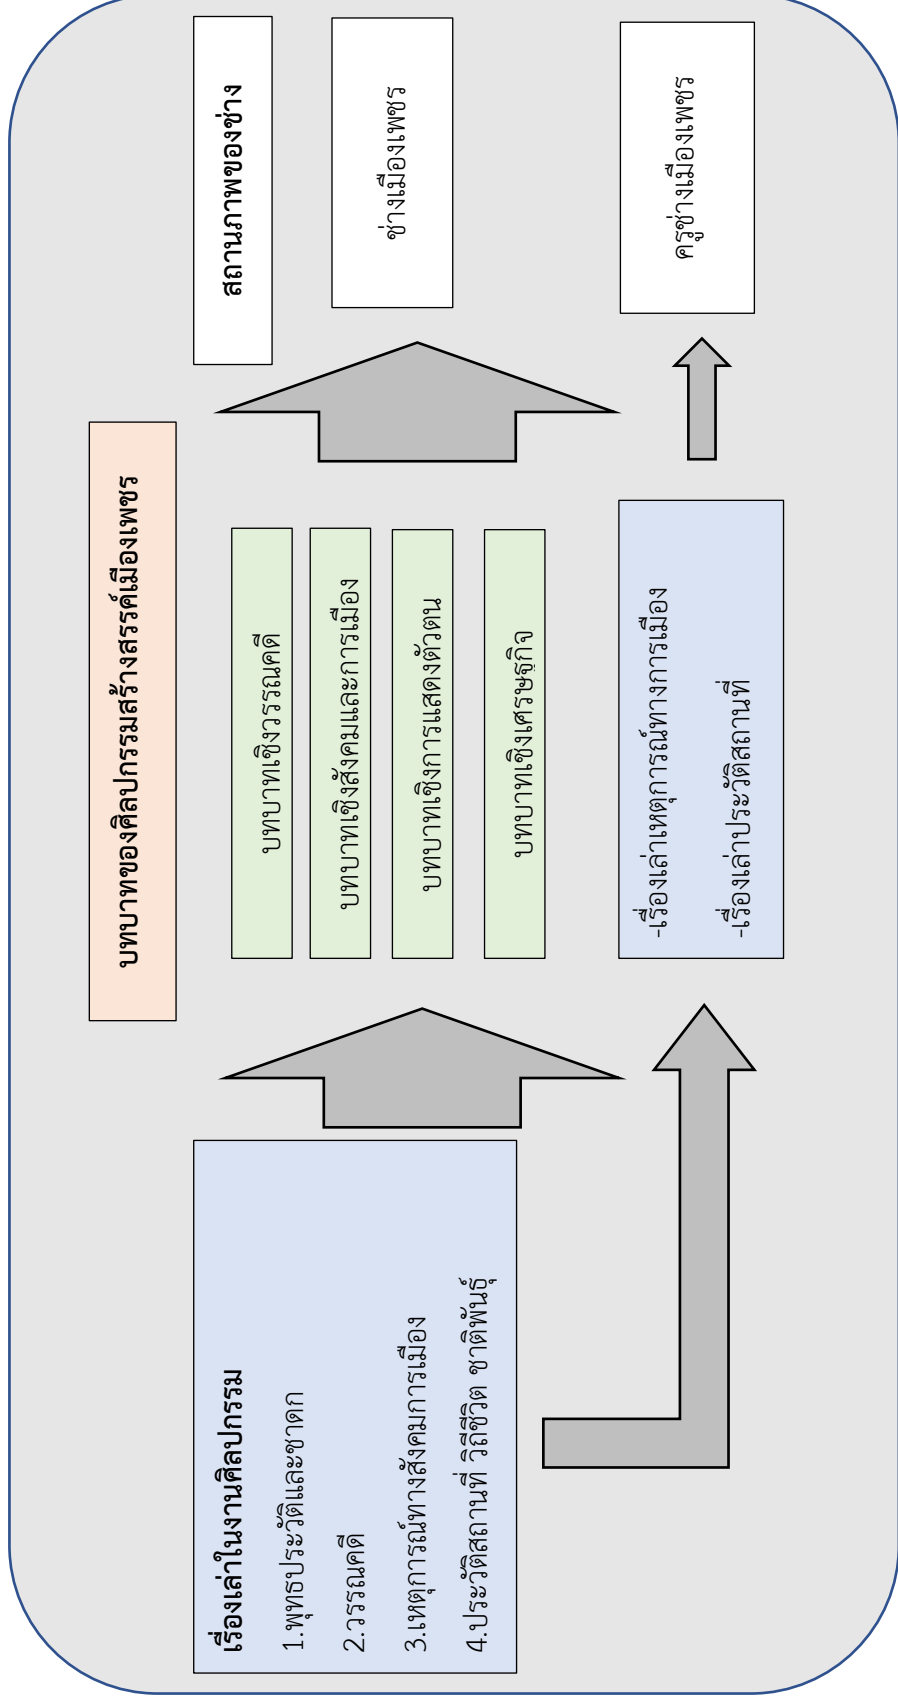 บทบาทของศิลปกรรมสร้างสรรค์เมืองเพชร
เรื่องเล่าในงานศิลปกรรม
1.พุทธประวัติและชาดก
2.วรรณคดี
3.เหตุการณ์ทางสังคมการเมือง
4.ประวัติสถานที่ วิถีชีวิต ชาติพันธุ์
บทบาทเชิงวรรณคดี
บทบาทเชิงสังคมและการเมือง
บทบาทเชิงการแสดงตัวตน
บทบาทเชิงเศรษฐกิจ
-เรื่องเล่าเหตุการณ์ทางการเมือง
-เรื่องเล่าประวัติสถานที่
สถานภาพของช่าง
ช่างเมืองเพชร
ครูช่างเมืองเพชร